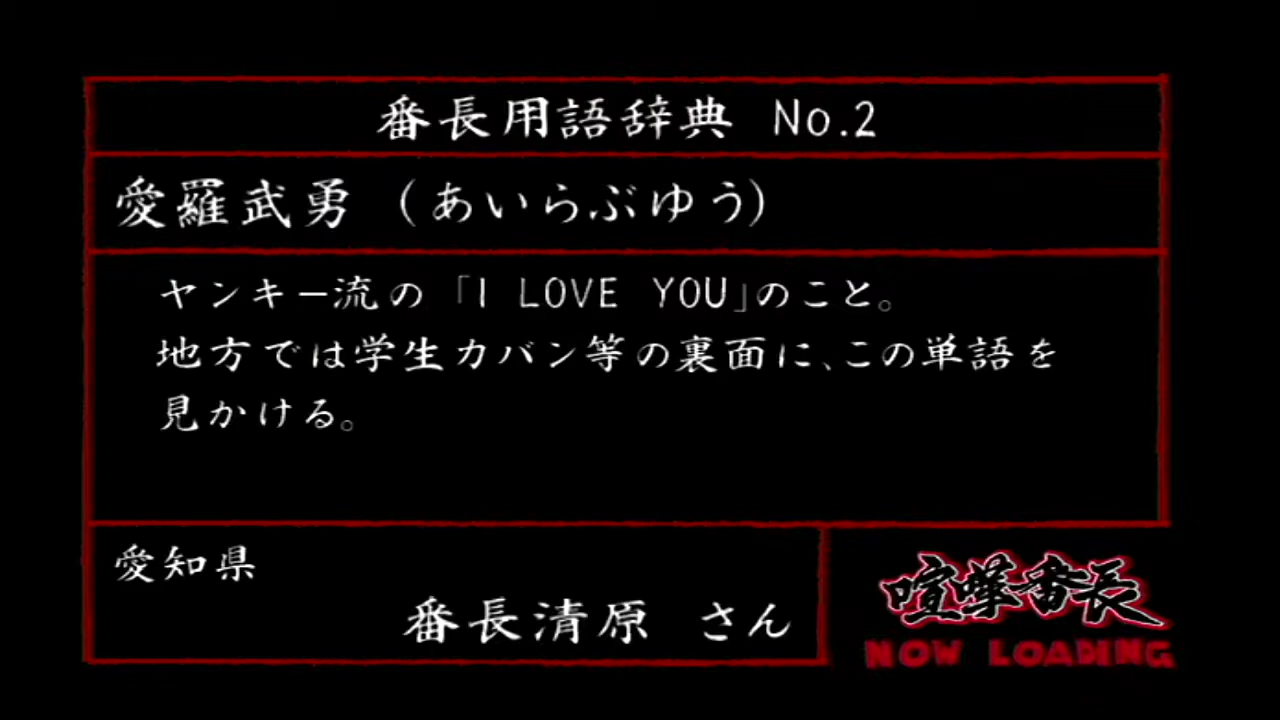 番長用語辞典 No.2
愛羅武勇 (あいらぶゆう)
ヤンキー流の「I LOVE YOU」のこと。
地方では学生カバン等の裏面に、この単語を
見かける。
愛知県
番長清原 さん
喧嘩番長
NOW LOADING